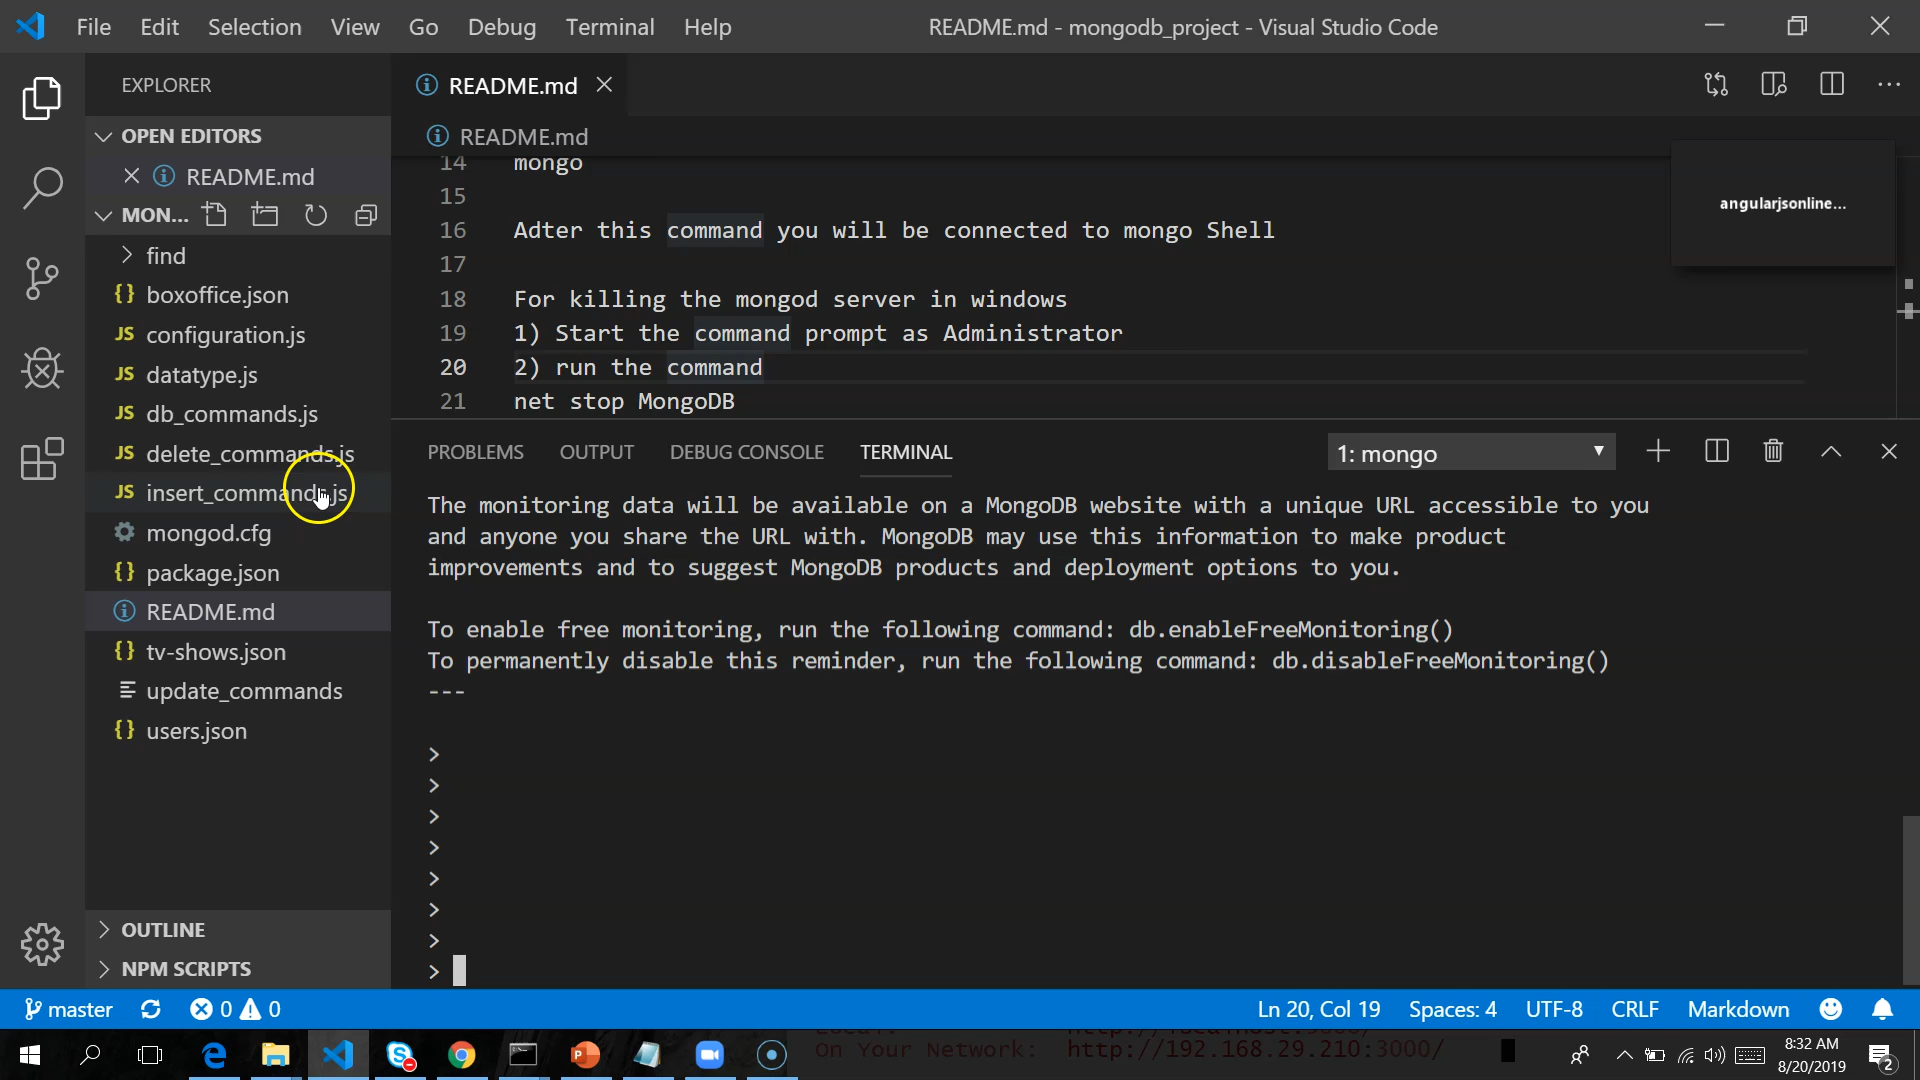 File Edit Selection View Go Debug Terminal Help README.md - mongodb_project - Visual Studio Code
EXPLORER
README.md
OPEN EDITORS
README.md
MON...
find
boxoffice.json
configuration.js
datatype.js
db_commands.js
delete_commands.js
insert_commands.js
mongod.cfg
package.json
README.md
tv-shows.json
update_commands
users.json
OUTLINE
NPM SCRIPTS
README.md
14 mongo
15
16 Adter this command you will be connected to mongo Shell
17
18 For killing the mongod server in windows
19 1) Start the command prompt as Administrator
20 2) run the command
21 net stop MongoDB
angularjsonline...
PROBLEMS OUTPUT DEBUG CONSOLE TERMINAL 1: mongo
The monitoring data will be available on a MongoDB website with a unique URL accessible to you
and anyone you share the URL with. MongoDB may use this information to make product
improvements and to suggest MongoDB products and deployment options to you.
To enable free monitoring, run the following command: db.enableFreeMonitoring()
To permanently disable this reminder, run the following command: db.disableFreeMonitoring()
---
>
>
>
>
>
>
>
>
master 0 0 Ln 20, Col 19 Spaces: 4 UTF-8 CRLF Markdown
On Your Network: http://192.168.29.210:3000/
8:32 AM
8/20/2019
2